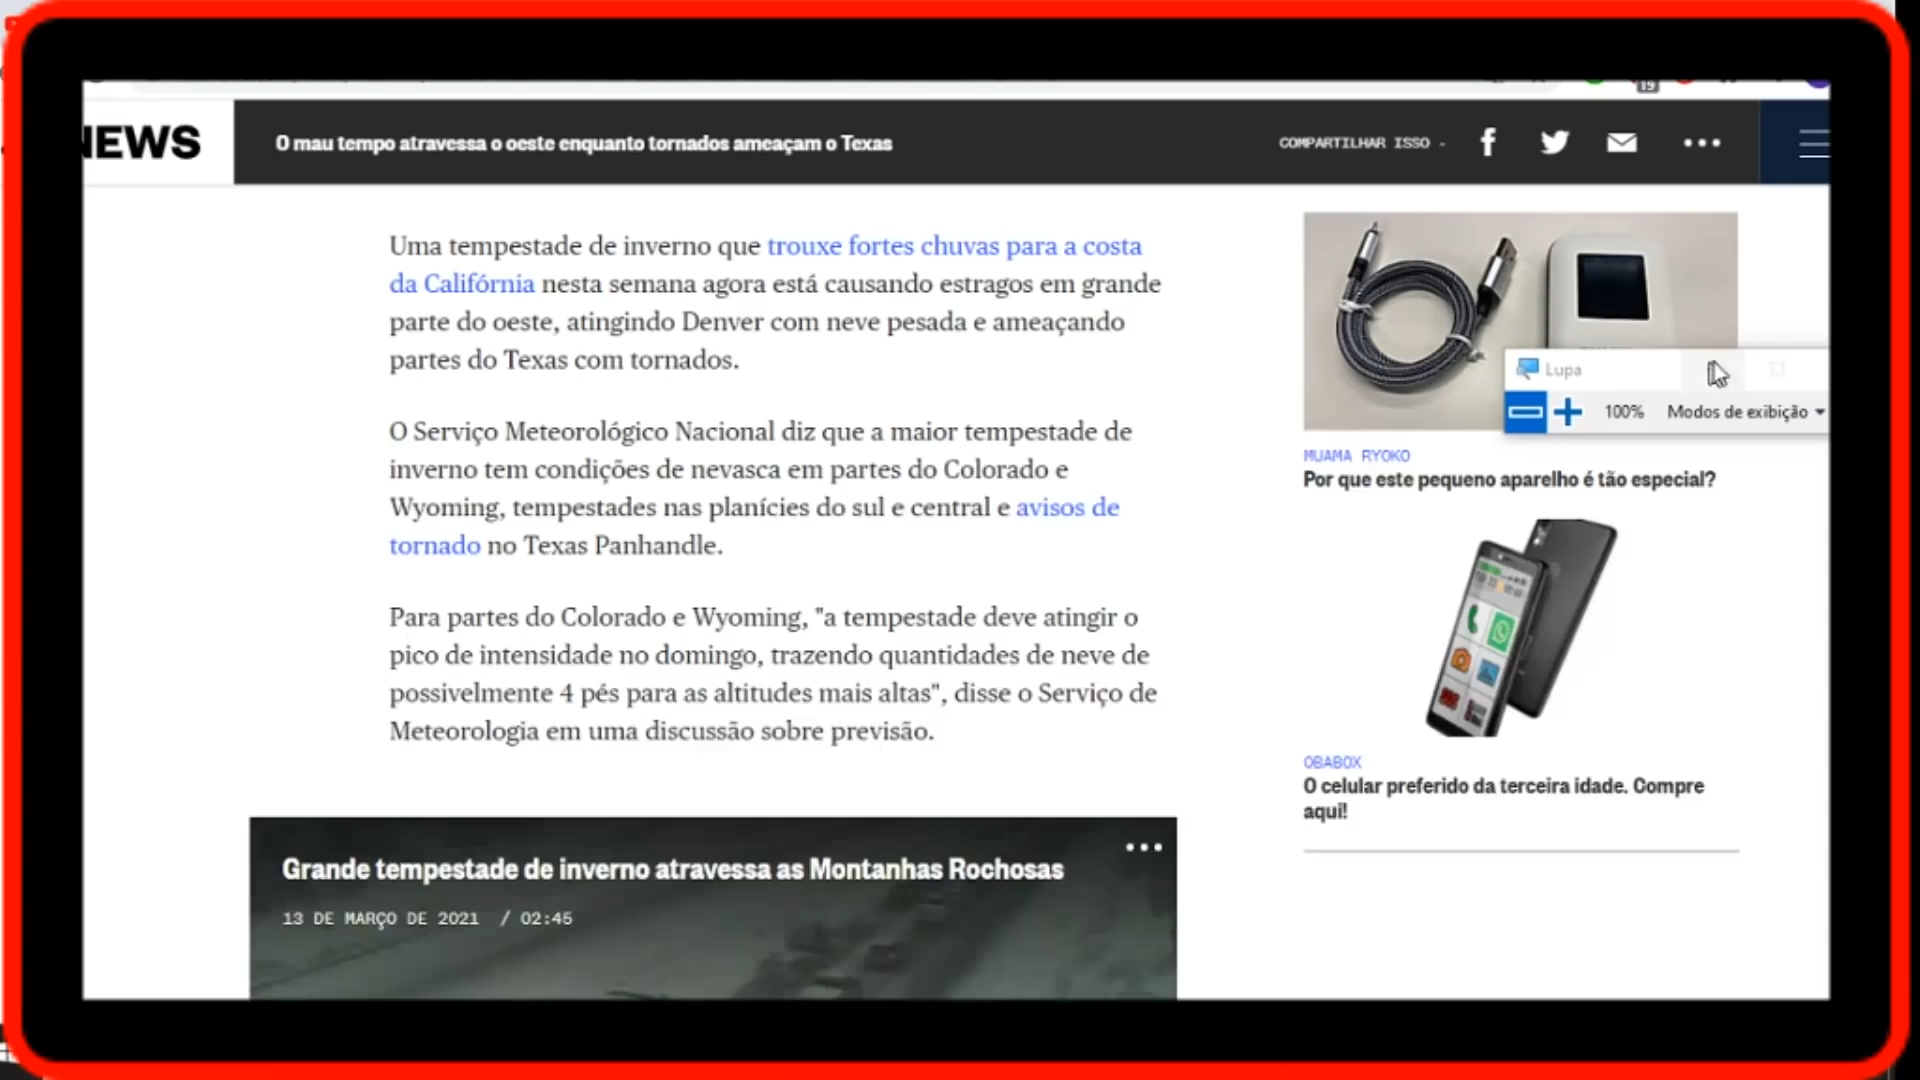 NEWS
O mau tempo atravessa o oeste enquanto tornados ameaçam o Texas
COMPARTILHAR ISSO -
19
Uma tempestade de inverno que trouxe fortes chuvas para a costa
da Califórnia nesta semana agora está causando estragos em grande
parte do oeste, atingindo Denver com neve pesada e ameaçando
partes do Texas com tornados.
O Serviço Meteorológico Nacional diz que a maior tempestade de
inverno tem condições de nevasca em partes do Colorado e
Wyoming, tempestades nas planícies do sul e central e avisos de
tornado no Texas Panhandle.
Para partes do Colorado e Wyoming, "a tempestade deve atingir o
pico de intensidade no domingo, trazendo quantidades de neve de
possivelmente 4 pés para as altitudes mais altas", disse o Serviço de
Meteorologia em uma discussão sobre previsão.
Grande tempestade de inverno atravessa as Montanhas Rochosas
13 DE MARÇO DE 2021 / 02:45
Lupa
100% Modos de exibição
MUAMA RYOKO
Por que este pequeno aparelho é tão especial?
OBABOX
O celular preferido da terceira idade. Compre
aqui!